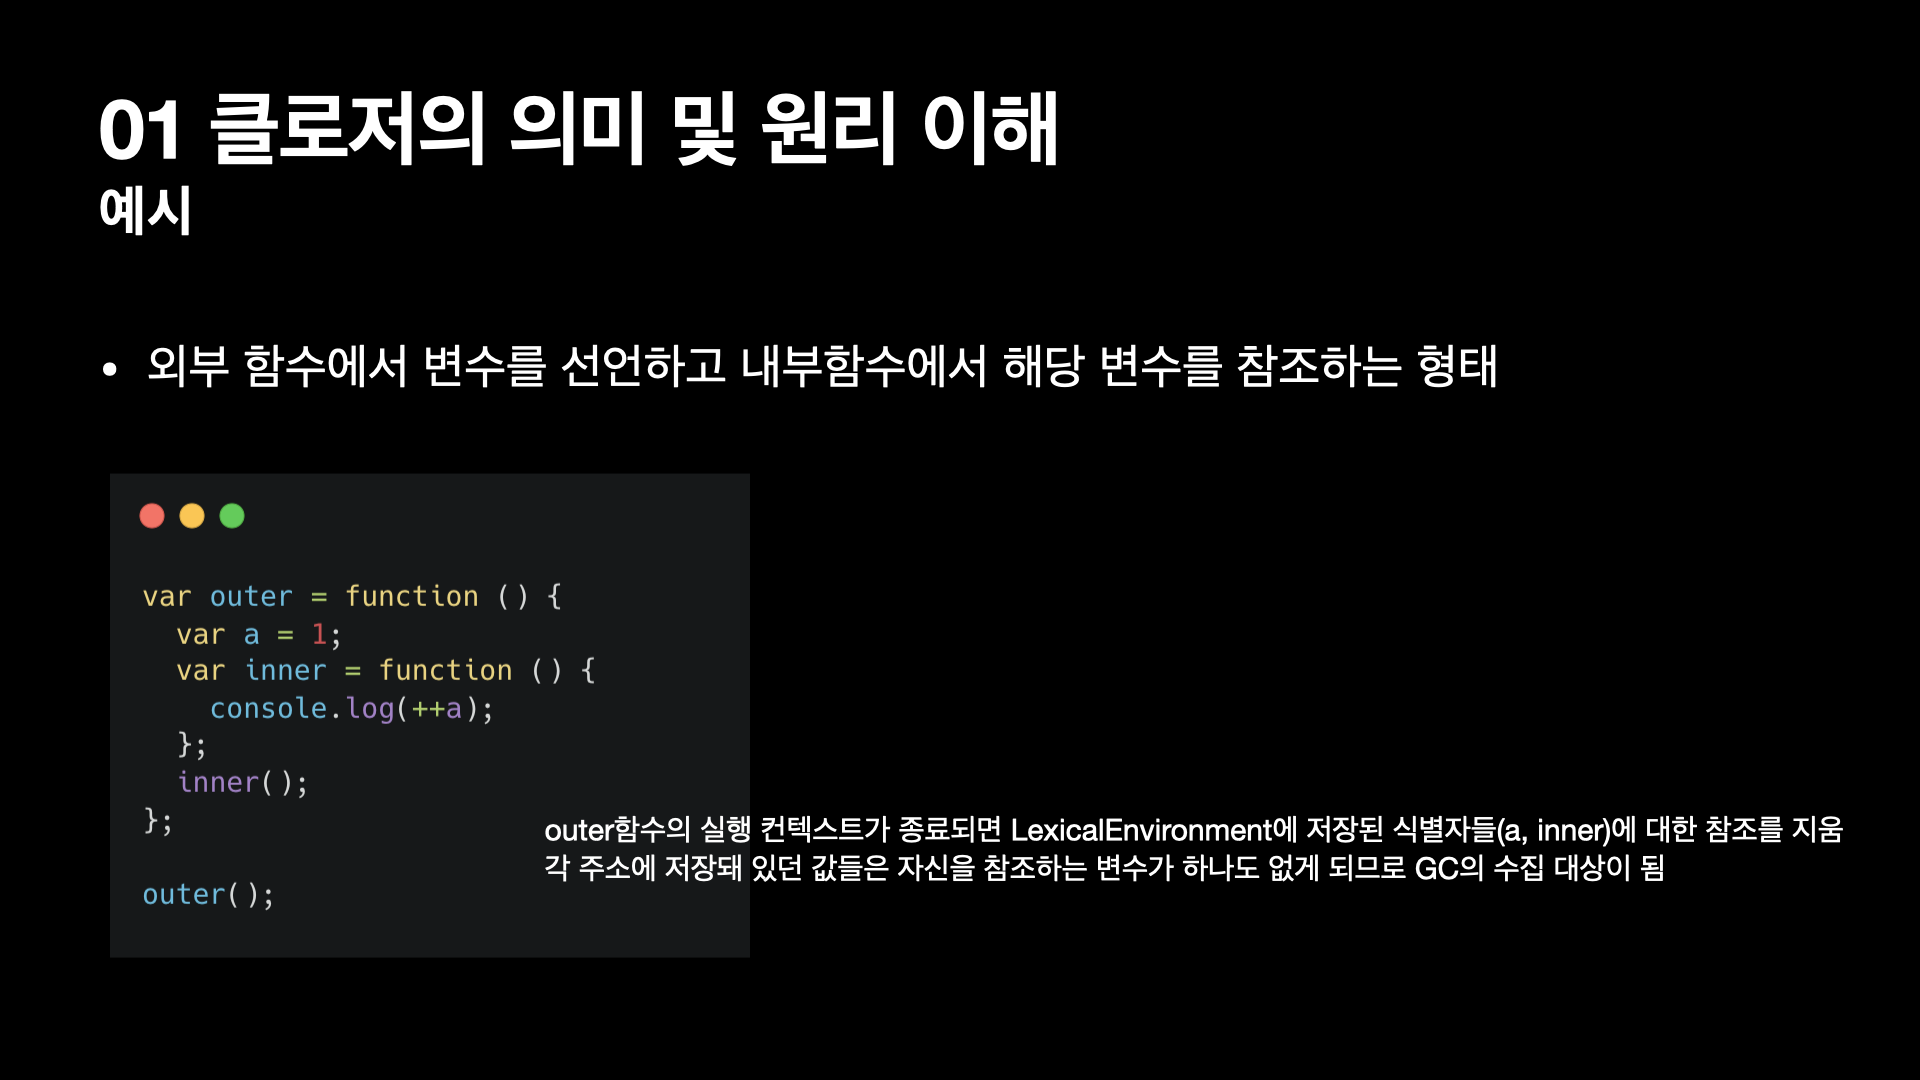 01 클로저의 의미 및 원리 이해
예시
• 외부 함수에서 변수를 선언하고 내부함수에서 해당 변수를 참조하는 형태
var outer = function () {
  var a = 1;
  var inner = function () {
    console.log(++a);
  };
  inner();
};
outer();
outer함수의 실행 컨텍스트가 종료되면 LexicalEnvironment에 저장된 식별자들(a, inner)에 대한 참조를 지움
각 주소에 저장돼 있던 값들은 자신을 참조하는 변수가 하나도 없게 되므로 GC의 수집 대상이 됨